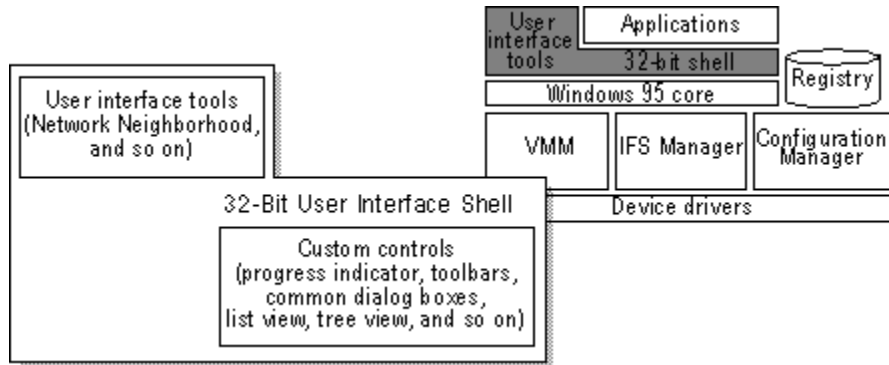 User interface tools
(Network Neighborhood,
and so on)
32-Bit User Interface Shell
Custom controls
(progress indicator, toolbars,
common dialog boxes,
list view, tree view, and so on)
User
interface
tools
Applications
32-bit shell
Registry
Windows 95 core
VMM
IFS Manager
Configuration
Manager
Device drivers